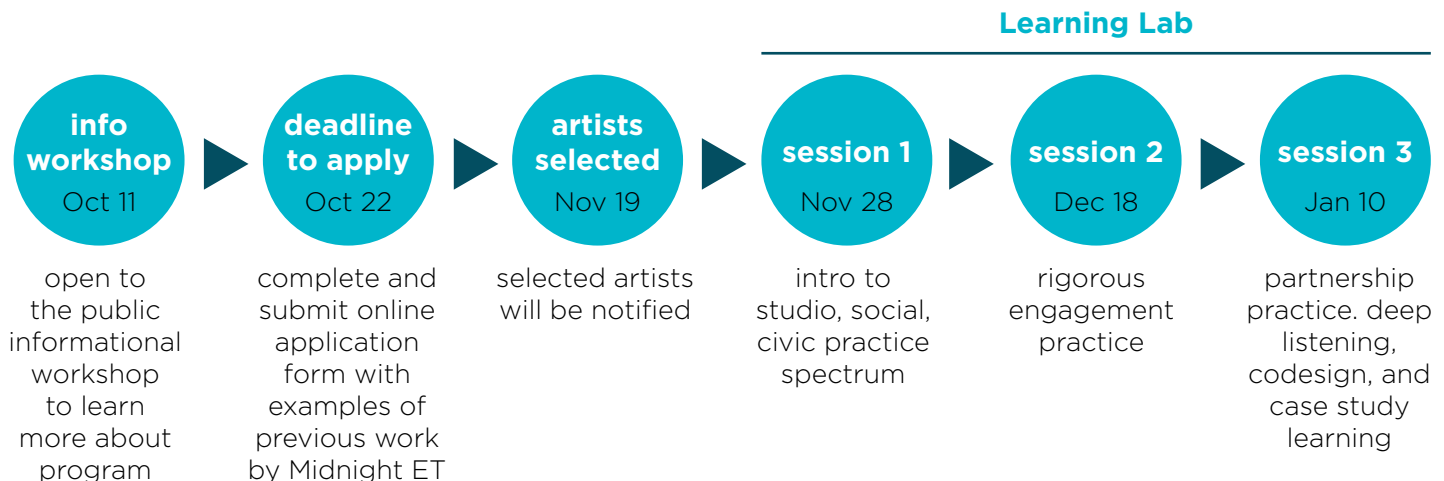 Learning Lab
info
workshop
Oct 11
open to
the public
informational
workshop
to learn
more about
program
deadline
to apply
Oct 22
complete and
submit online
application
form with
examples of
previous work
by Midnight ET
artists
selected
Nov 19
selected artists
will be notified
session 1
Nov 28
intro to
studio, social,
civic practice
spectrum
session 2
Dec 18
rigorous
engagement
practice
session 3
Jan 10
partnership
practice. deep
listening,
codesign, and
case study
learning